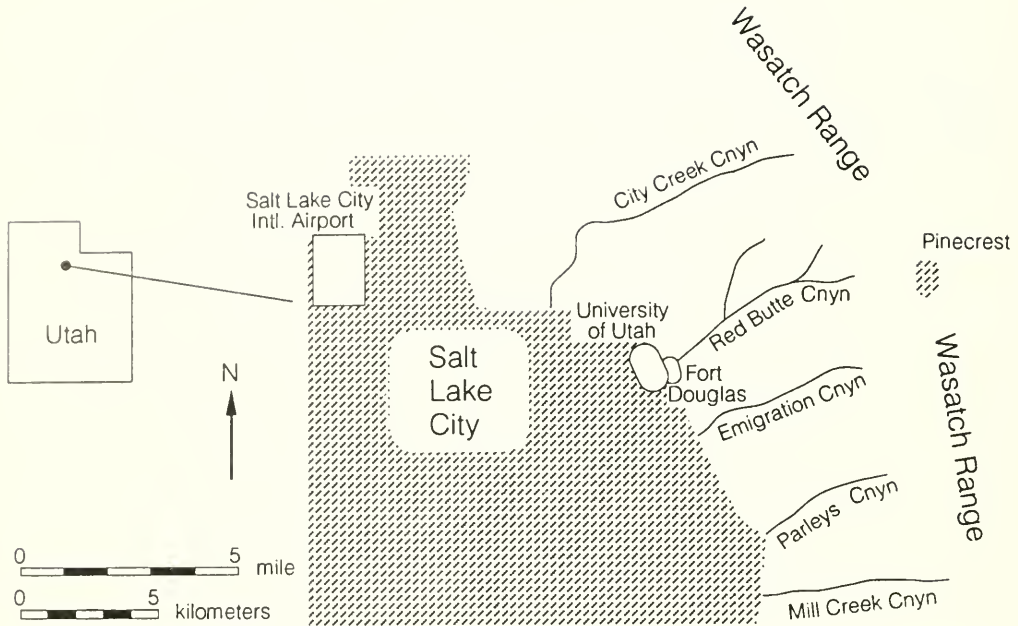 Wasatch Range
City Creek Cnyn
Salt Lake City
Intl. Airport
Pinecrest
Utah
University
of Utah
Red Butte Cnyn
Salt
Lake
City
N
Fort
Douglas
Emigration Cnyn
Wasatch Range
Parleys Cnyn
0 5 mile
0 5 kilometers
Mill Creek Cnyn